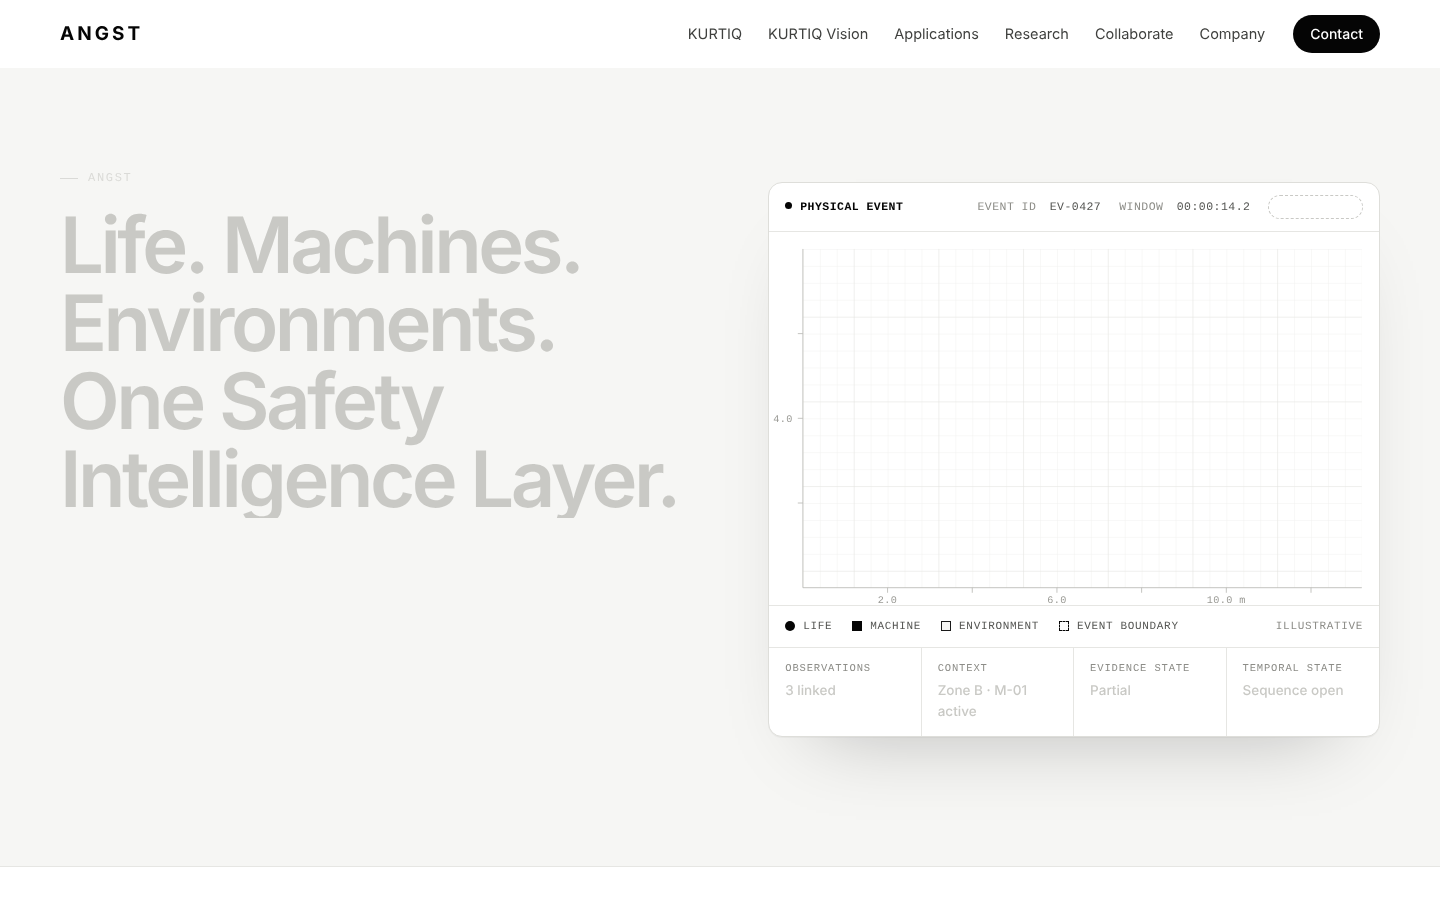 ANGST
KURTIQ
KURTIQ Vision
Applications
Research
Collaborate
Company
Contact
ANGST
Life. Machines.
Environments.
One Safety
Intelligence Layer.
PHYSICAL EVENT
EVENT ID EV-0427
WINDOW 00:00:14.2
4.0
2.0
6.0
10.0 m
LIFE
MACHINE
ENVIRONMENT
EVENT BOUNDARY
ILLUSTRATIVE
OBSERVATIONS
3 linked
CONTEXT
Zone B · M-01
active
EVIDENCE STATE
Partial
TEMPORAL STATE
Sequence open